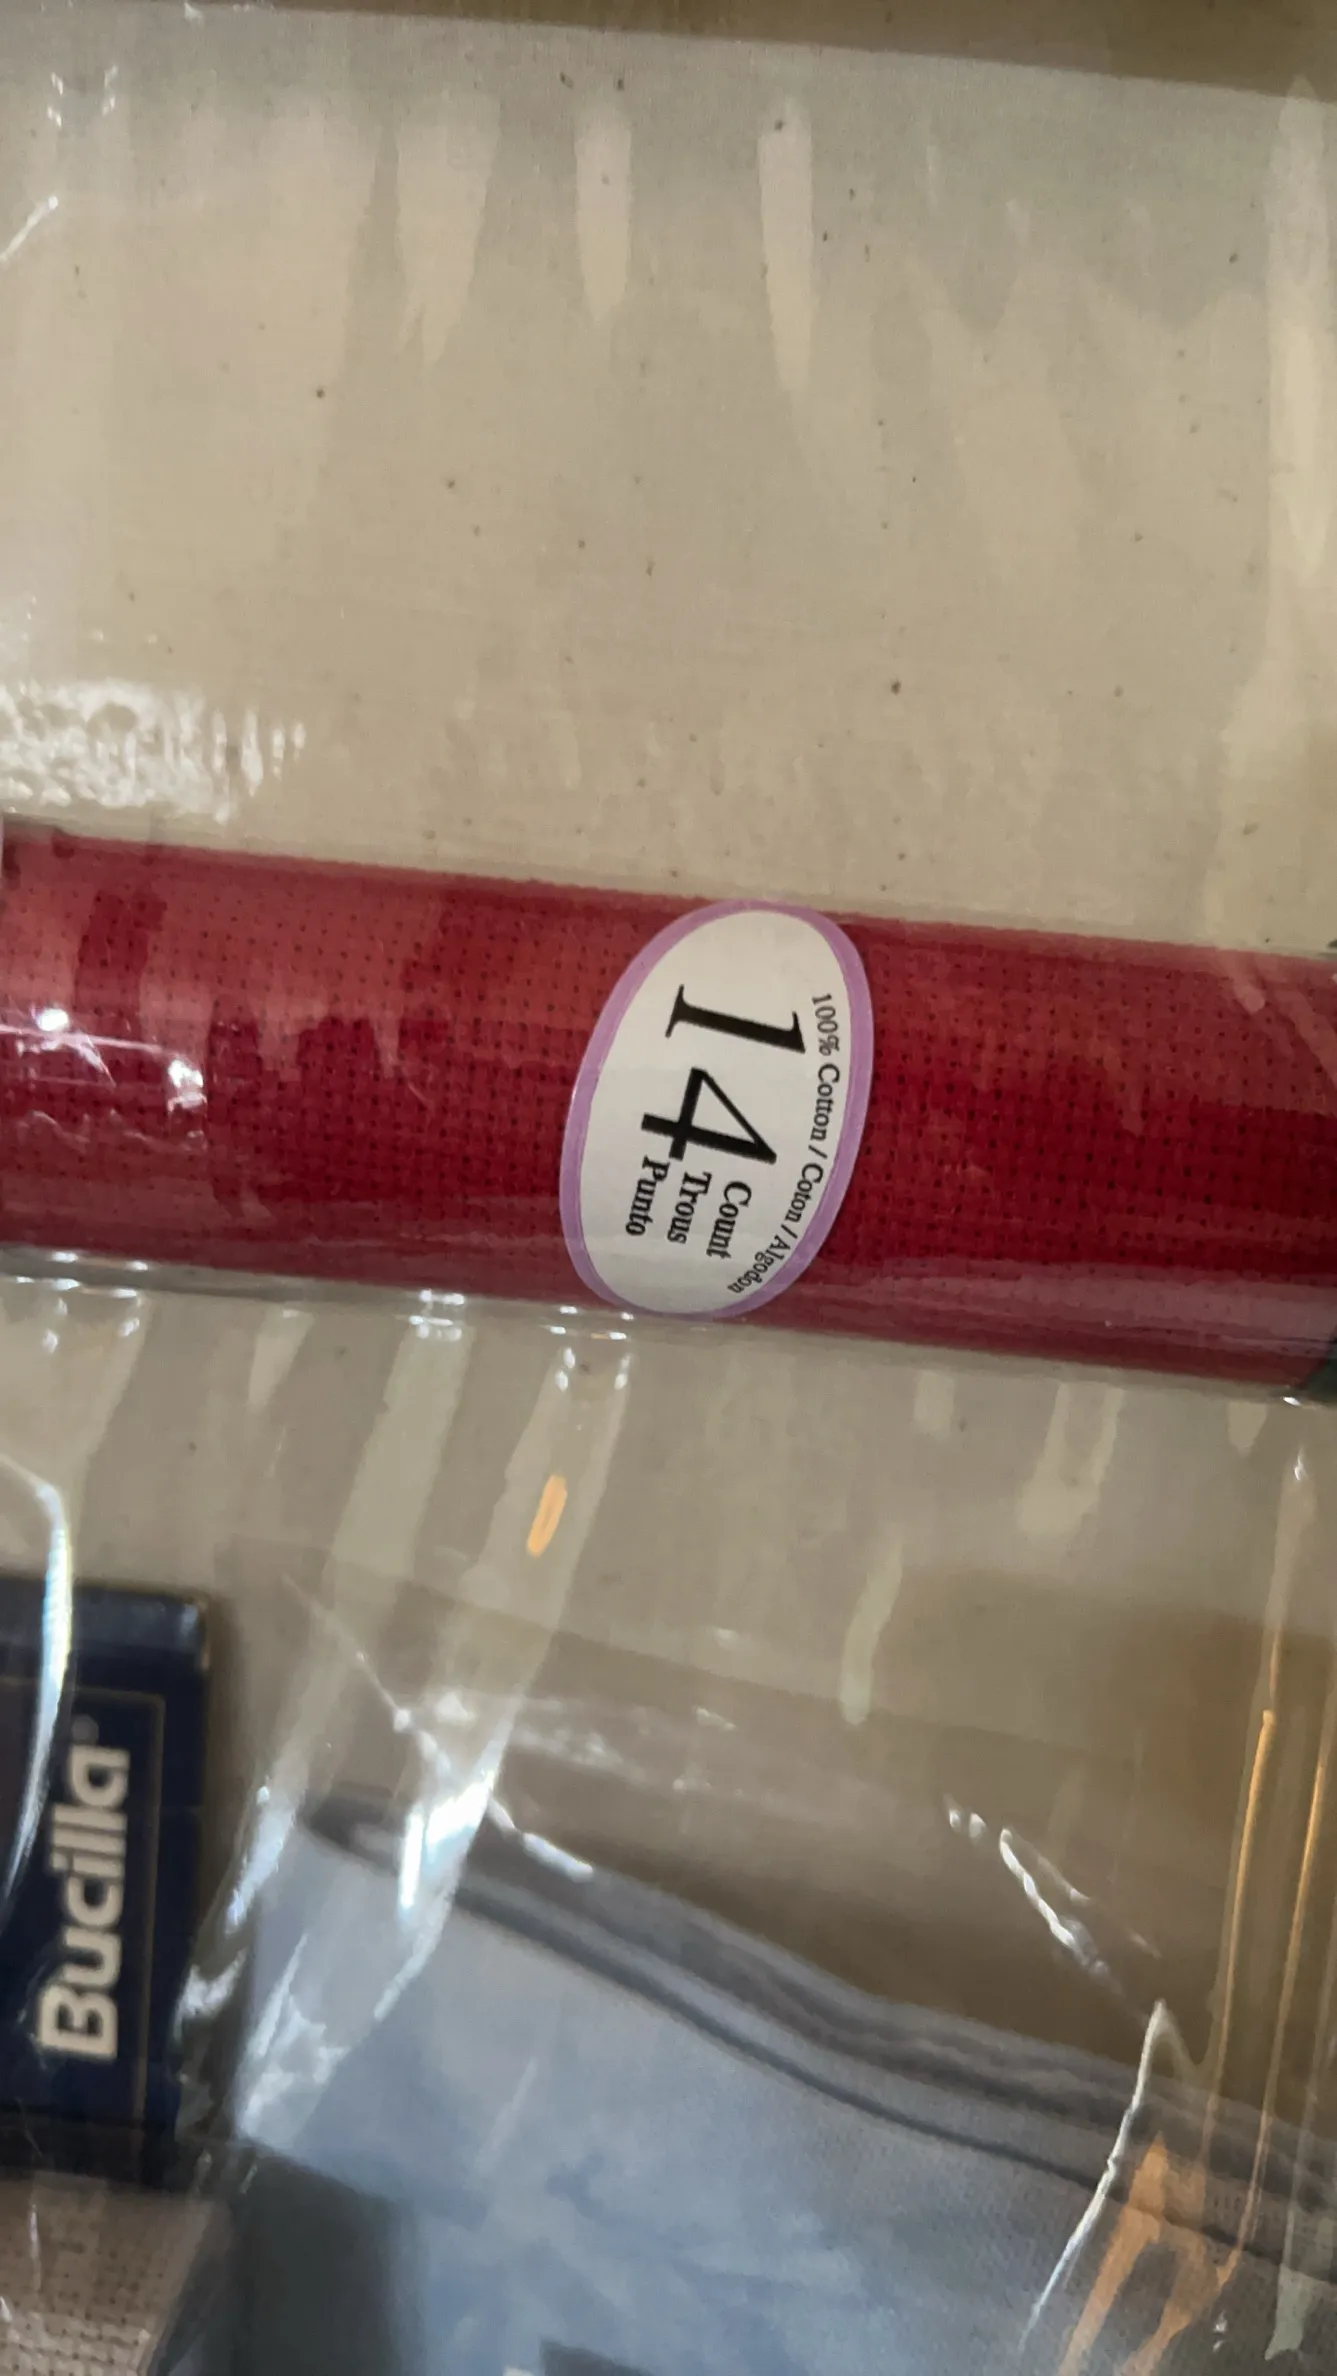 100% Cotton / Coton / Algodon
14
Count
Trous
Punto
Bucilla®